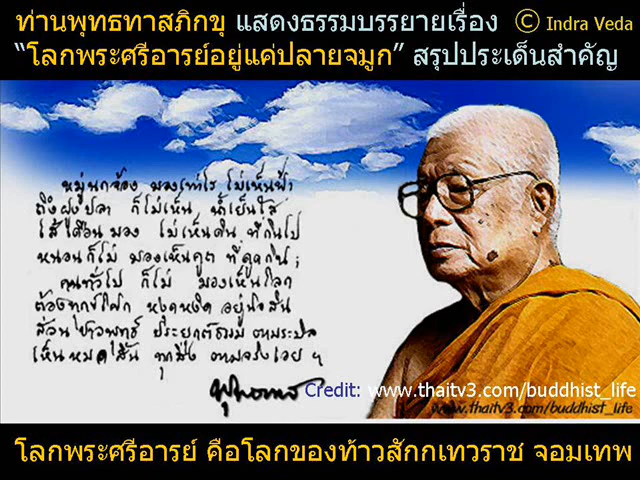 ท่านพุทธทาสภิกขุ แสดงธรรมบรรยายเรื่อง © Indra Veda
“โลกพระศรีอารย์อยู่แค่ปลายจมูก” สรุปประเด็นสำคัญ
หมู่นกจ้อง มองเท่าไร ไม่เห็นฟ้า
ถึงฝูงปลา ก็ไม่เห็น น้ำเย็นใส
ไส้เดือนมอง ไม่เห็นดิน ที่กินไป
หนอนก็ไม่ มองเห็นคูต ที่ดูดกิน;
คนทั่วไป ก็ไม่ มองเห็นโลก
ต้องทุกข์โศก หงุดหงิด อยู่นิจสิน
ส่วนชาวพุทธ ประยุกต์ธรรม ตามระบิล
เห็นหมดสิ้น ทุกสิ่ง ตามจริงเอย ฯ
พุทธทาส
Credit: www.thaitv3.com/buddhist_life
www.thaitv3.com/buddhist_life
โลกพระศรีอารย์ คือโลกของท้าวสักกเทวราช จอมเทพ